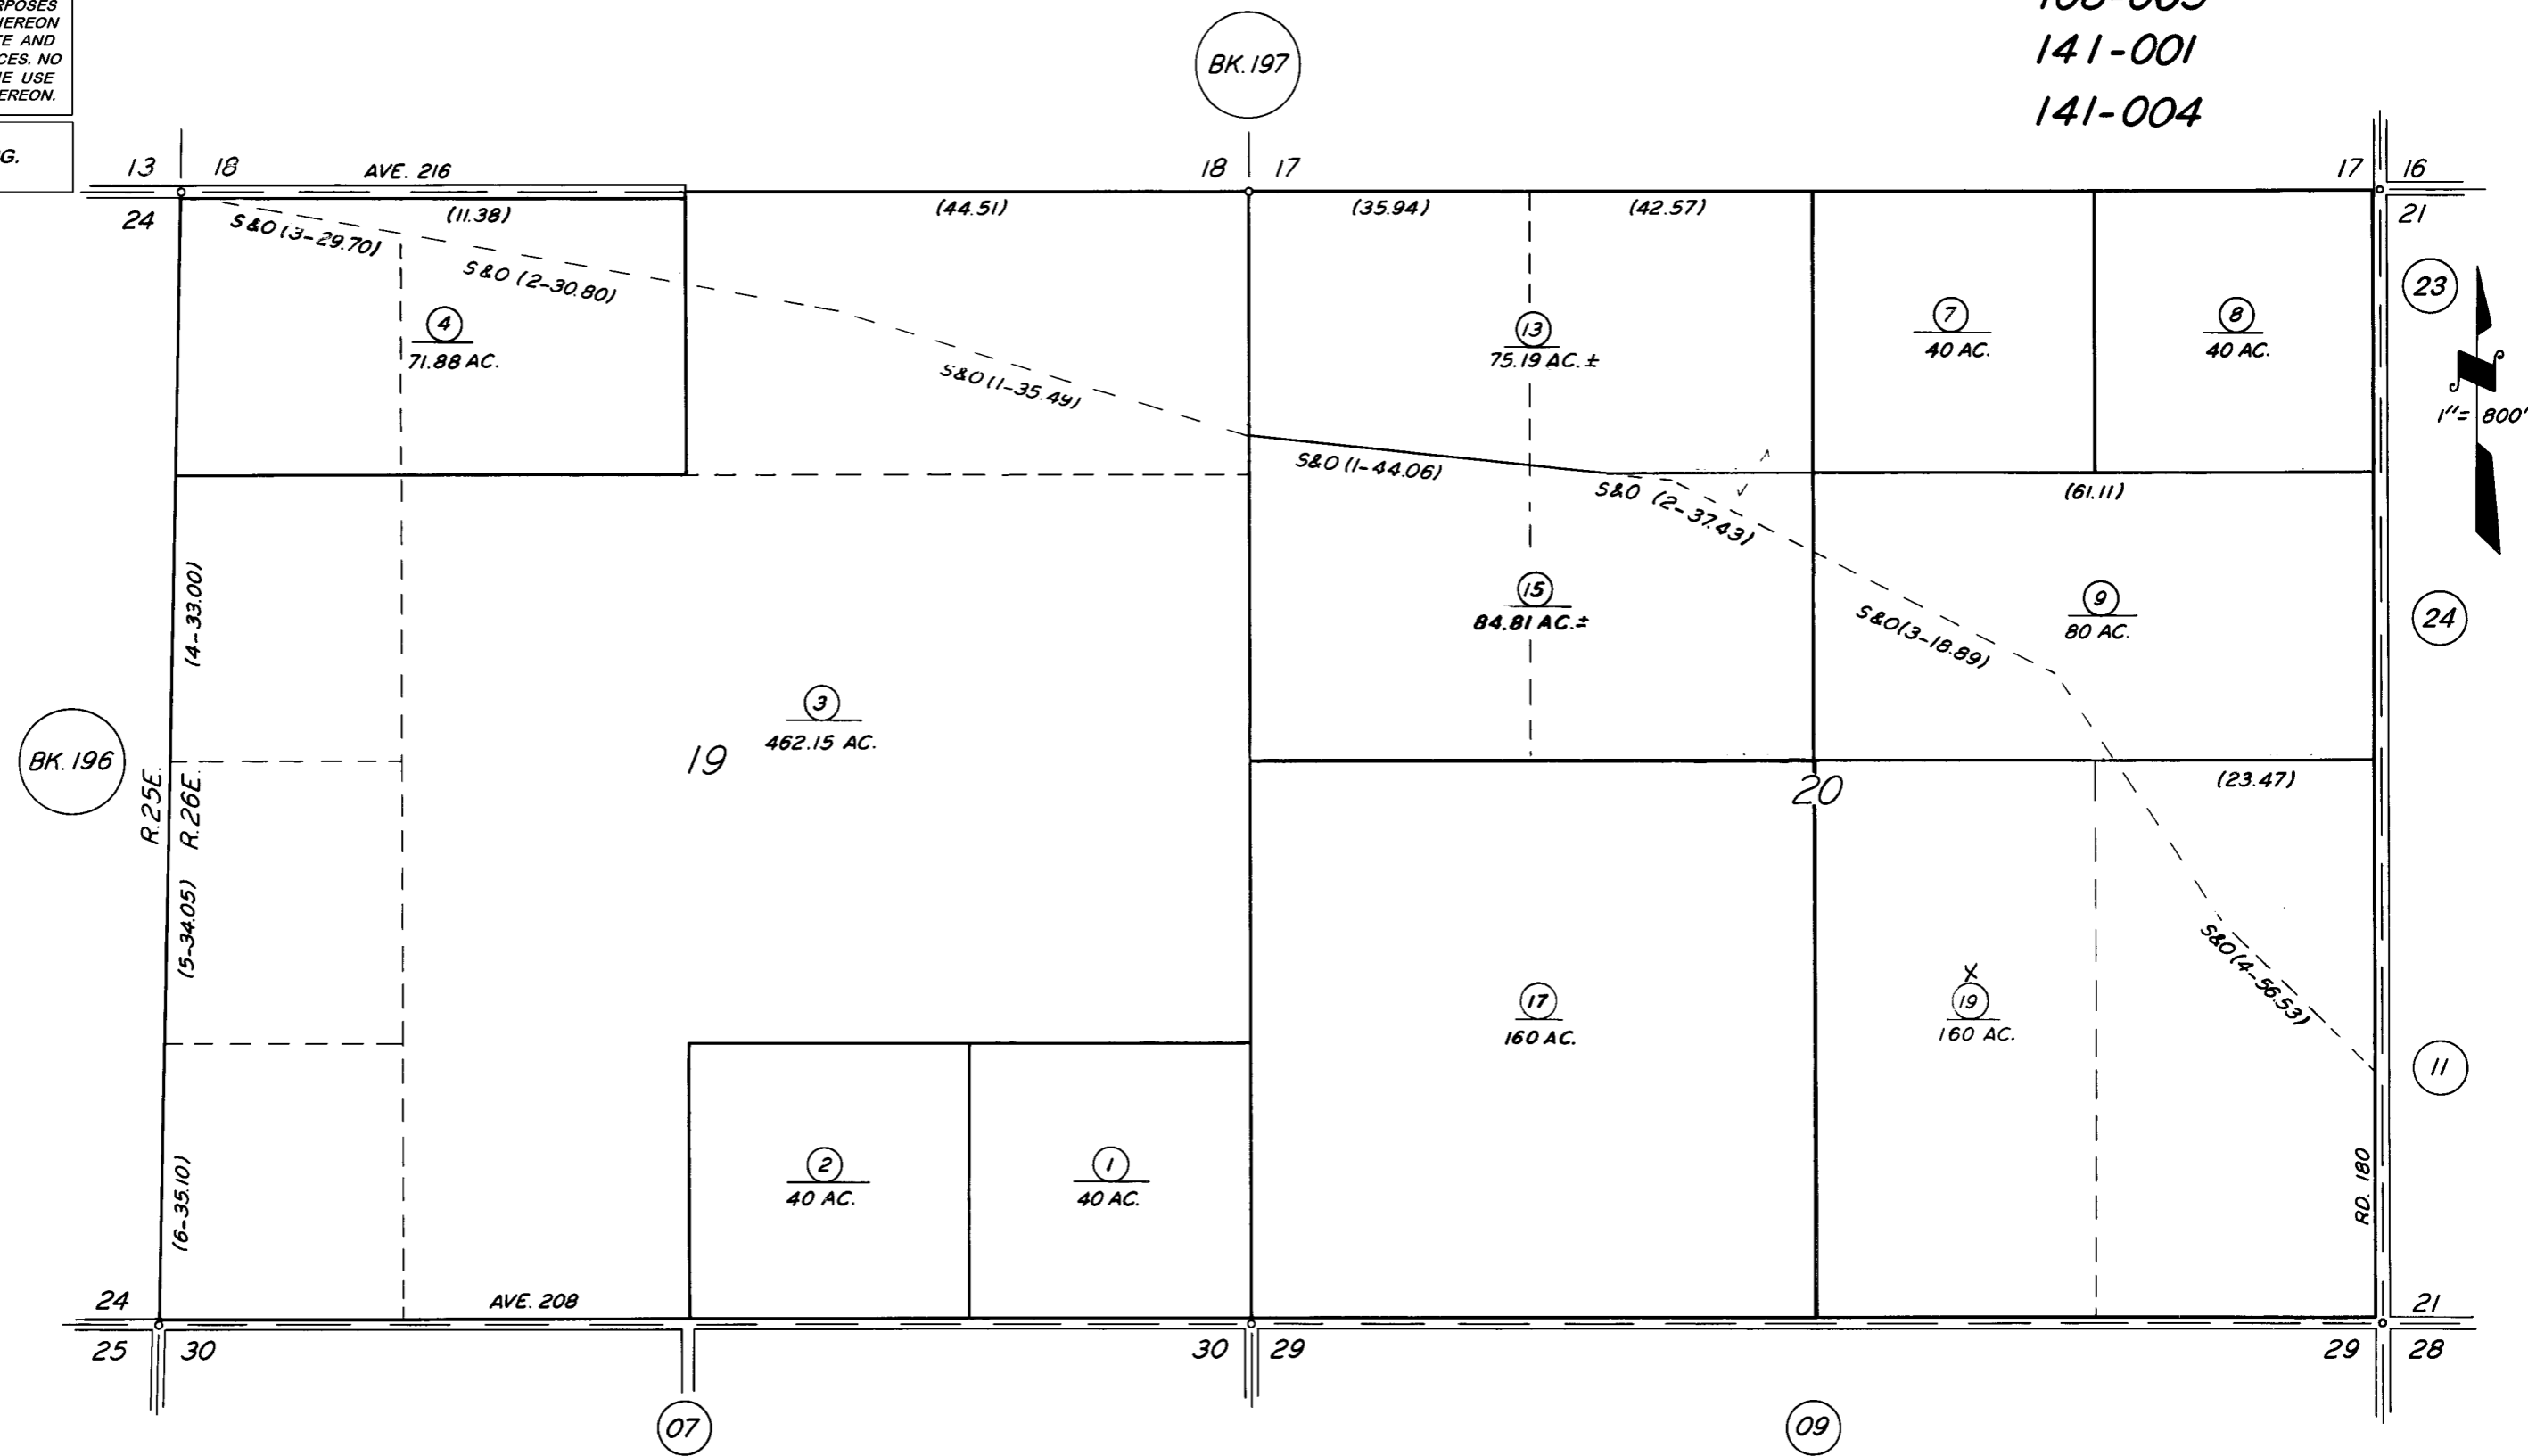 AND
NO
USE
G.
BK. 197
141-001
141-004
13
18
AVE. 216
18
17
17
16
24
S&O (3-29.70)
(11.38)
(44.51)
(35.94)
(42.57)
21
S&O (2-30.80)
23
4
71.88 AC.
13
75.19 AC.±
7
40 AC.
8
40 AC.
S&O (1-35.49)
1"= 800'
S&O (1-44.06)
S&O (2-37.43)
(61.11)
(4-33.00)
15
84.81 AC.±
9
80 AC.
S&O (3-18.89)
24
3
462.15 AC.
19
BK. 196
R.25E.
R.26E.
20
(23.47)
(5-34.05)
S&O (4-56.53)
17
160 AC.
X
19
160 AC.
11
2
40 AC.
1
40 AC.
(6-35.10)
RD. 180
24
AVE. 208
21
25
30
30
29
29
28
07
09